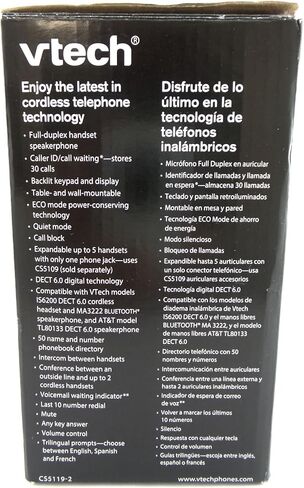 vtech®
Enjoy the latest in
cordless telephone
technology
• Full-duplex handset
speakerphone
• Caller ID/call waiting*—stores
30 calls
• Backlit keypad and display
• Table- and wall-mountable
• ECO mode power-conserving
technology
• Quiet mode
• Call block
• Expandable up to 5 handsets
with only one phone jack—uses
CS5109 (sold separately)
• DECT 6.0 digital technology
• Compatible with VTech models
IS6200 DECT 6.0 cordless
headset and MA3222 BLUETOOTH®
speakerphone, and AT&T model
TL80133 DECT 6.0 speakerphone
• 50 name and number
phonebook directory
• Intercom between handsets
• Conference between an
outside line and up to 2
cordless handsets
• Voicemail waiting indicator**
• Last 10 number redial
• Mute
• Any key answer
• Volume control
• Trilingual prompts—choose
between English, Spanish
and French
CS5119-2
Disfrute de lo
último en la
tecnología de
teléfonos
inalámbricos
• Micrófono Full Duplex en auricular
• Identificador de llamadas y llamada
en espera*—almacena 30 llamadas
• Teclado y pantalla retroiluminados
• Montable en mesa y pared
• Tecnología ECO Mode de ahorro
de energía
• Modo silencioso
• Bloqueo de llamadas
• Expandible hasta 5 auriculares con
un solo conector telefónico—usa
CS5109 auriculares accesorios
• Tecnología digital DECT 6.0
• Compatible con los modelos de
diadema inalámbrica de Vtech
IS6200 DECT 6.0 y el manos libres
BLUETOOTH® MA 3222, y el modelo
de manos libres AT&T TL80133
DECT 6.0
• Directorio telefónico con 50
nombres y números
• Intercomunicación entre auriculares
• Conferencia entre una línea externa y
hasta 2 auriculares inalámbricos
• Indicador de espera de correo
de voz**
• Volver a marcar los últimos
10 números
• Silencio
• Respuesta con cualquier tecla
• Control de volumen
• Guías trilingües—escoja entre inglés,
español o francés
www.vtechphones.com